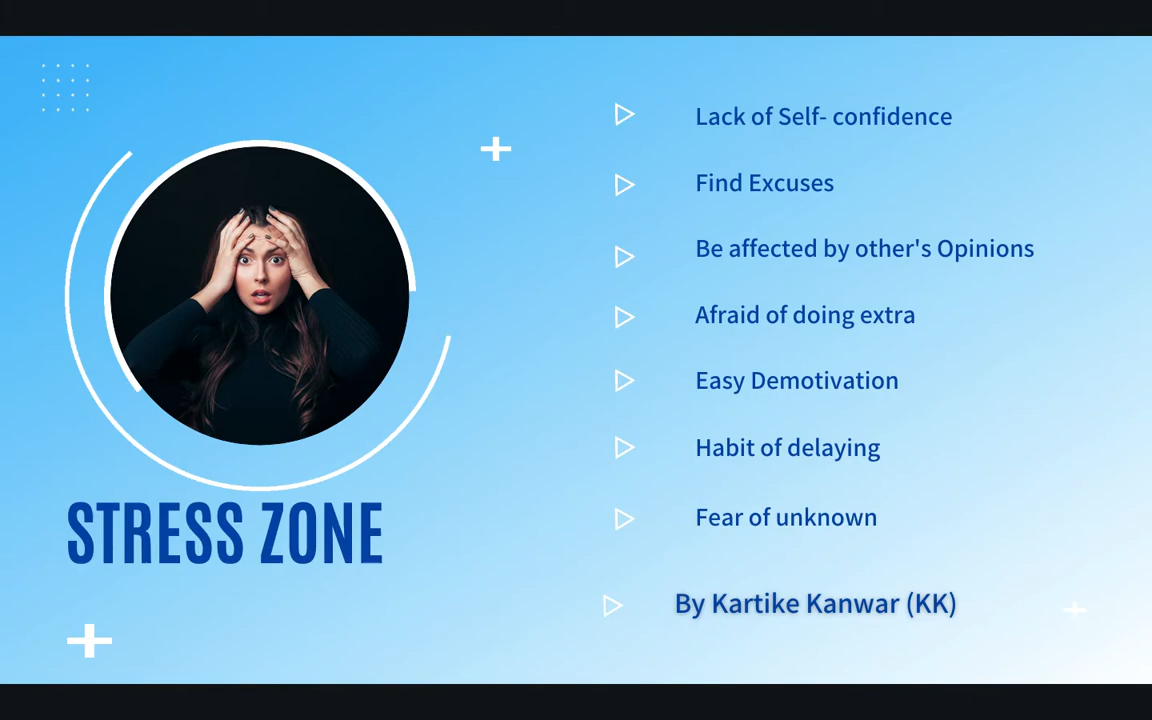 Lack of Self- confidence
Find Excuses
Be affected by other's Opinions
Afraid of doing extra
Easy Demotivation
Habit of delaying
Fear of unknown
STRESS ZONE
By Kartike Kanwar (KK)